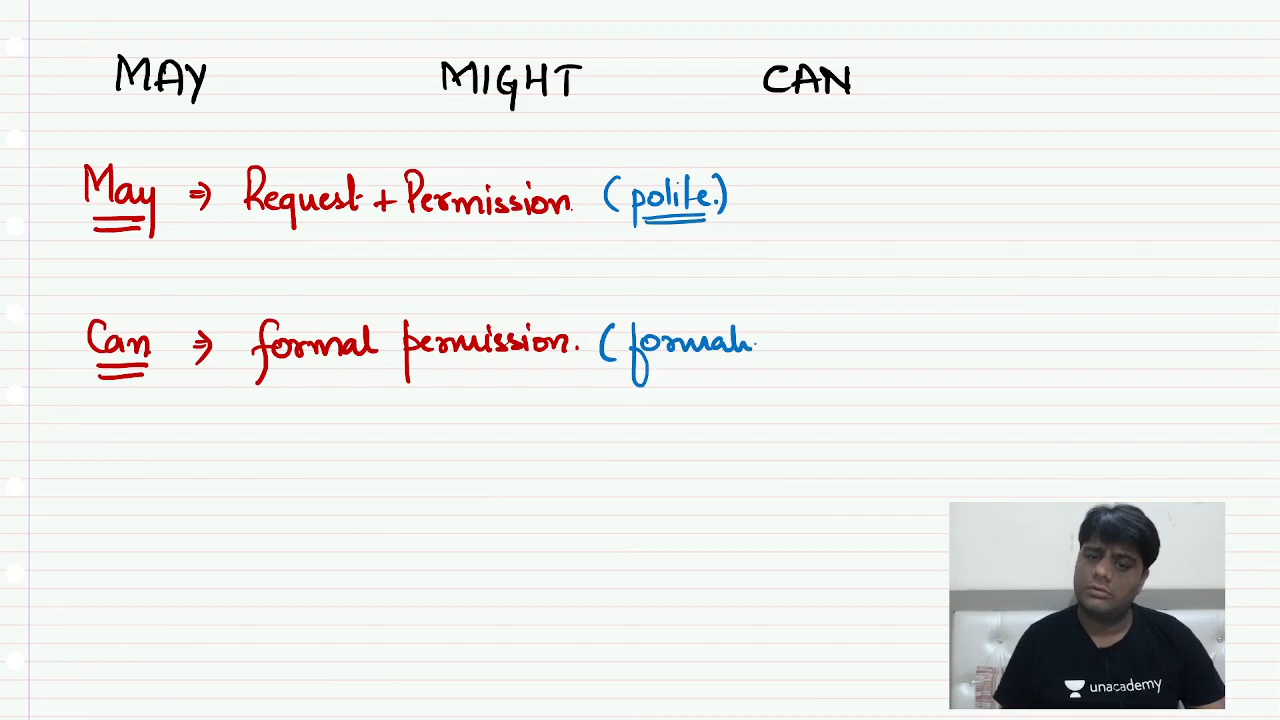 MAY MIGHT CAN
May ⇒ Request + Permission (polite.)
Can ⇒ formal permission. (formal
unacademy